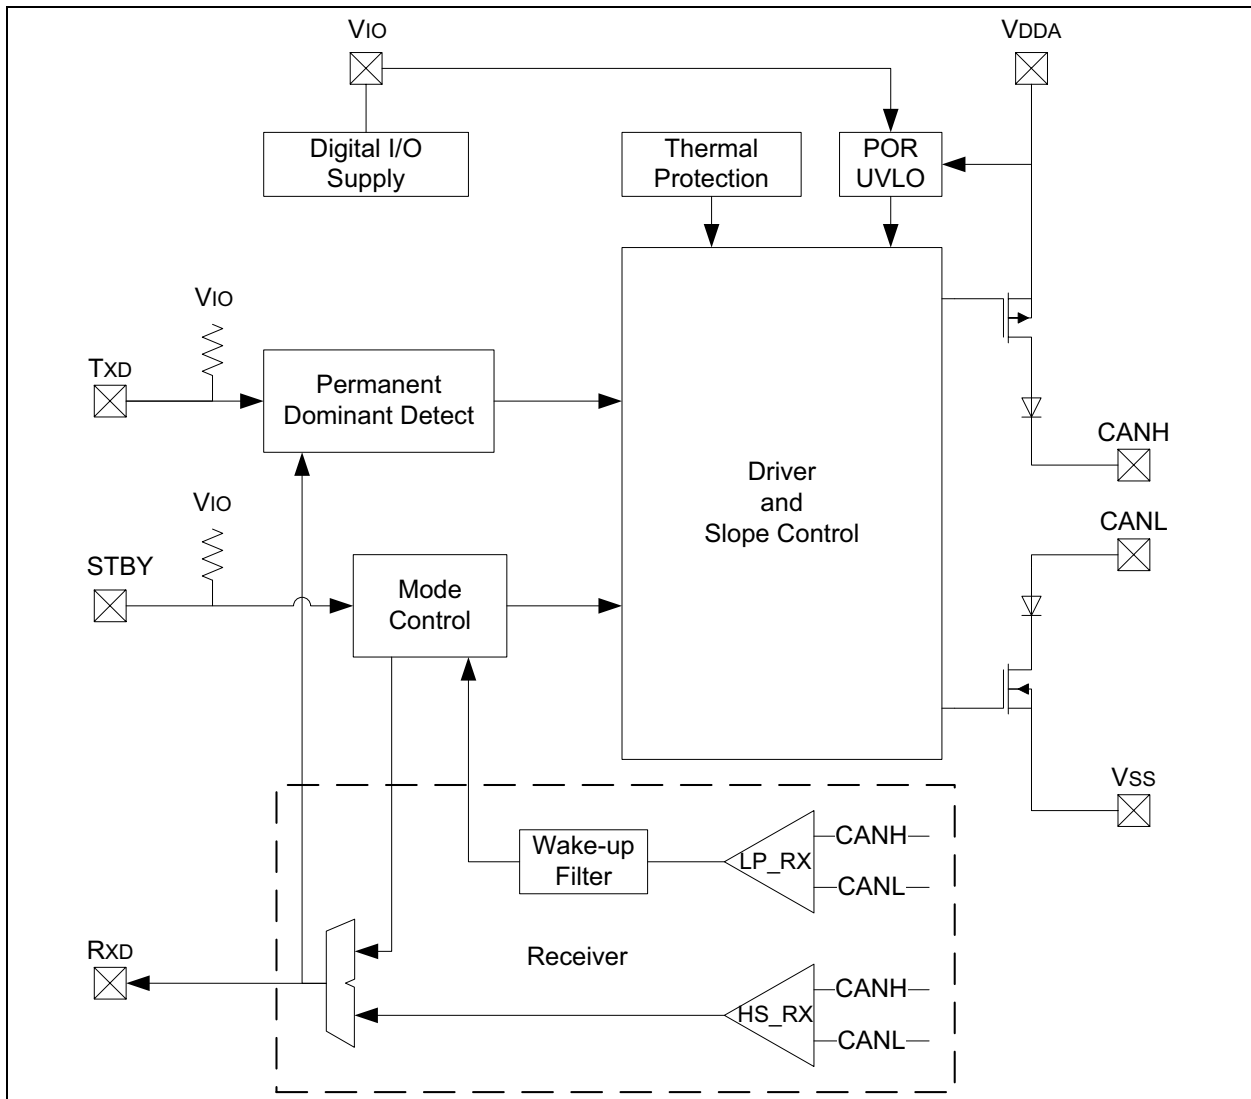 VIO
VDDA
Digital I/O
Supply
Thermal
Protection
POR
UVLO
VIO
TXD
Permanent
Dominant Detect
CANH
Driver
and
Slope Control
VIO
CANL
STBY
Mode
Control
VSS
Wake-up
Filter
LP_RX
CANH
CANL
RXD
Receiver
HS_RX
CANH
CANL